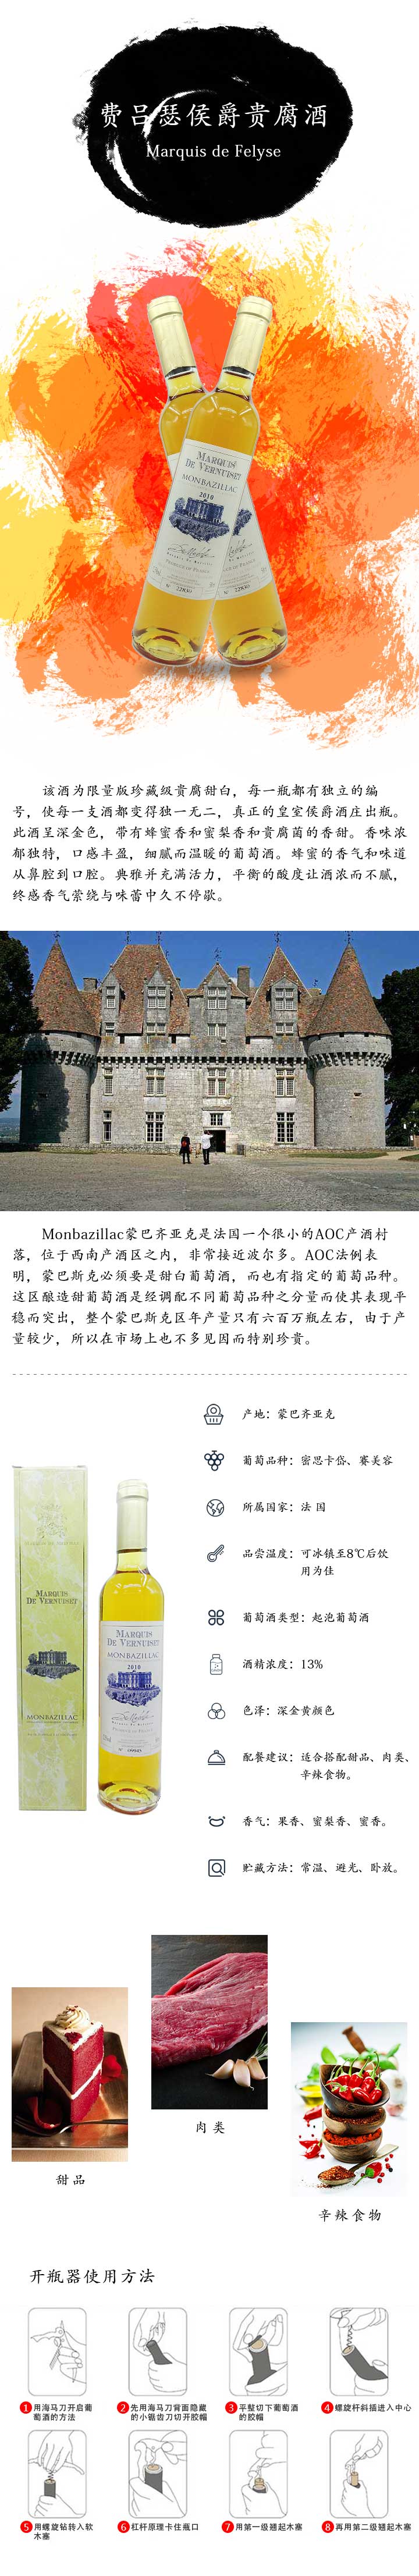 费吕瑟侯爵贵腐酒
Marquis de Felyse
MARQUIS
DE VERNUISET
MONBAZILLAC
2010
PRODUCE OF FRANCE
该酒为限量版珍藏级贵腐甜白，每一瓶都有独立的编
号，使每一支酒都变得独一无二，真正的皇室侯爵酒庄出瓶。
此酒呈深金色，带有蜂蜜香和蜜梨香和贵腐菌的香甜。香味浓
郁独特，口感丰盈，细腻而温暖的葡萄酒。蜂蜜的香气和味道
从鼻腔到口腔。典雅并充满活力，平衡的酸度让酒浓而不腻，
终感香气萦绕与味蕾中久不停歇。
Monbazillac蒙巴齐亚克是法国一个很小的AOC产酒村
落，位于西南产酒区之内，非常接近波尔多。AOC法例表
明，蒙巴斯克必须要是甜白葡萄酒，而也有指定的葡萄品种。
这区酿造甜葡萄酒是经调配不同葡萄品种之分量而使其表现平
稳而突出，整个蒙巴斯克区年产量只有六百万瓶左右，由于产
量较少，所以在市场上也不多见因而特别珍贵。
产地：蒙巴齐亚克
葡萄品种：密思卡岱、赛美容
所属国家：法 国
品尝温度：可冰镇至8℃后饮
用为佳
葡萄酒类型：起泡葡萄酒
酒精浓度：13%
色泽：深金黄颜色
配餐建议：适合搭配甜品、肉类、
辛辣食物。
香气：果香、蜜梨香、蜜香。
贮藏方法：常温、避光、卧放。
MARQUIS
DE VERNUISET
MONBAZILLAC
MARQUIS
DE VERNUISET
MONBAZILLAC
2010
肉 类
甜 品
辛 辣 食 物
开瓶器使用方法
1 用海马刀开启葡
萄酒的方法
2 先用海马刀背面隐藏
的小锯齿刀切开胶帽
3 平整切下葡萄酒
的胶帽
4 螺旋杆斜插进入中心
5 用螺旋钻转入软
木塞
6 杠杆原理卡住瓶口
7 用第一级翘起木塞
8 再用第二级翘起木塞